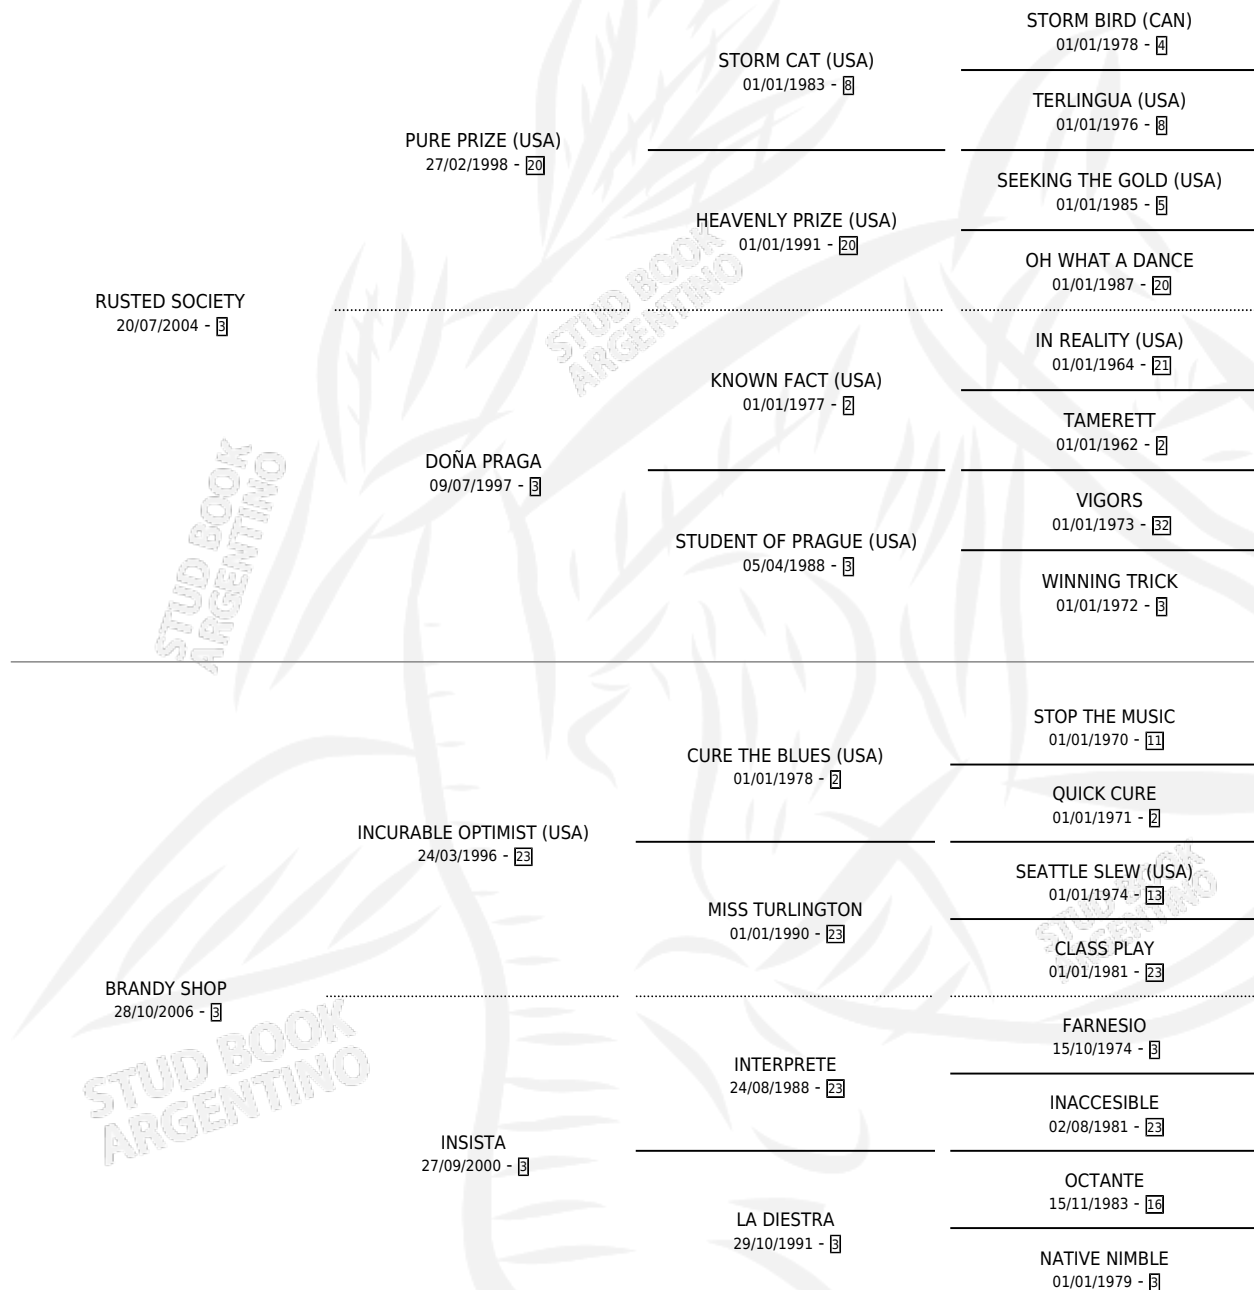 STORM BIRD (CAN)
01/01/1978 - 4
STORM CAT (USA)
01/01/1983 - 8
TERLINGUA (USA)
01/01/1976 - 8
PURE PRIZE (USA)
27/02/1998 - 20
SEEKING THE GOLD (USA)
01/01/1985 - 5
HEAVENLY PRIZE (USA)
01/01/1991 - 20
OH WHAT A DANCE
01/01/1987 - 20
RUSTED SOCIETY
20/07/2004 - 3
IN REALITY (USA)
01/01/1964 - 21
KNOWN FACT (USA)
01/01/1977 - 2
TAMERETT
01/01/1962 - 2
DOÑA PRAGA
09/07/1997 - 3
VIGORS
01/01/1973 - 32
STUDENT OF PRAGUE (USA)
05/04/1988 - 3
WINNING TRICK
01/01/1972 - 3
STOP THE MUSIC
01/01/1970 - 11
CURE THE BLUES (USA)
01/01/1978 - 2
QUICK CURE
01/01/1971 - 2
INCURABLE OPTIMIST (USA)
24/03/1996 - 23
SEATTLE SLEW (USA)
01/01/1974 - 13
MISS TURLINGTON
01/01/1990 - 23
CLASS PLAY
01/01/1981 - 23
BRANDY SHOP
28/10/2006 - 3
FARNESIO
15/10/1974 - 3
INTERPRETE
24/08/1988 - 23
INACCESIBLE
02/08/1981 - 23
INSISTA
27/09/2000 - 3
OCTANTE
15/11/1983 - 16
LA DIESTRA
29/10/1991 - 3
NATIVE NIMBLE
01/01/1979 - 3
STUD BOOK
ARGENTINO
STUD BOOK
ARGENTINO
STUD BOOK
ARGENTINO
STUD BOOK
ARGENTINO